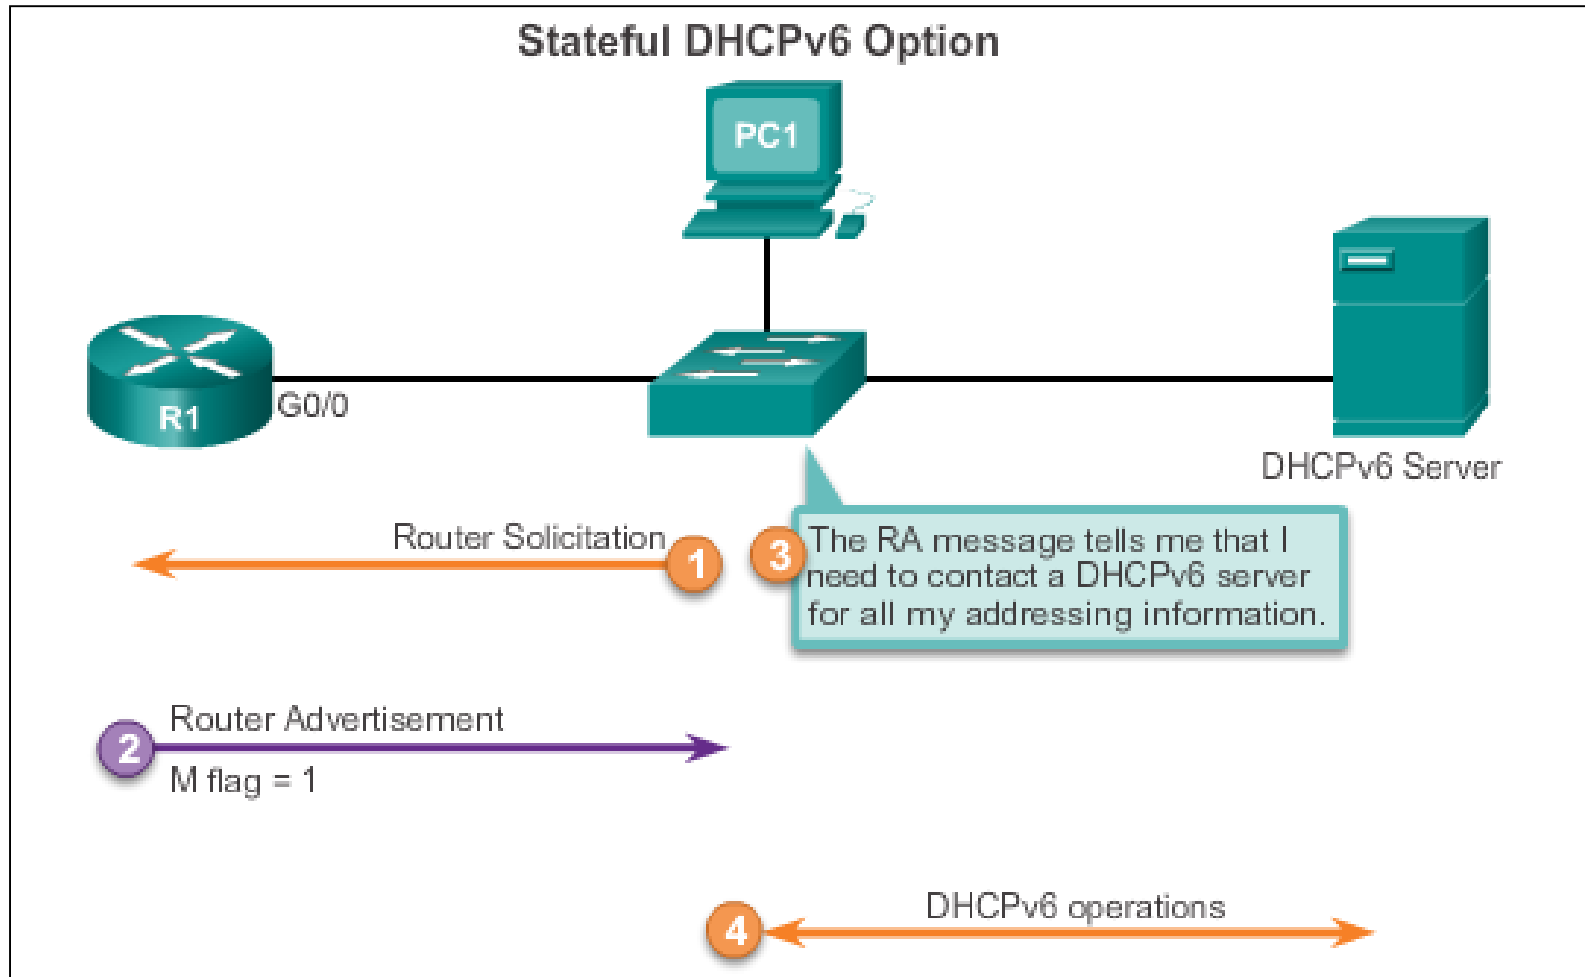 Stateful DHCPv6 Option
PC1
R1
G0/0
DHCPv6 Server
Router Solicitation
1
3
The RA message tells me that I
need to contact a DHCPv6 server
for all my addressing information.
2
Router Advertisement
M flag = 1
4
DHCPv6 operations